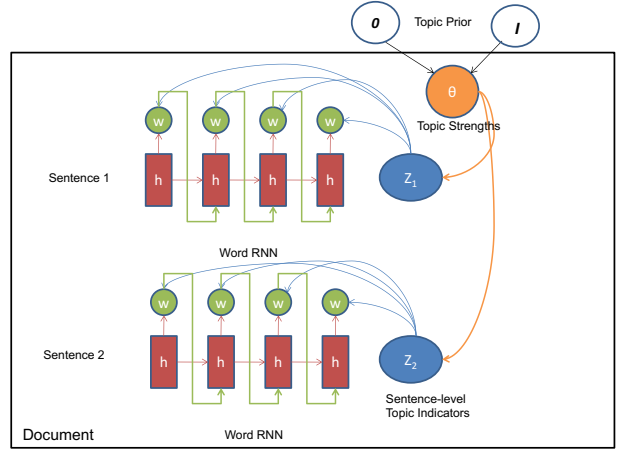 0
Topic Prior
I
θ
Topic Strengths
w w w w
Sentence 1
h h h h
Z1
Word RNN
w w w w
Sentence 2
h h h h
Z2
Sentence-level
Topic Indicators
Document
Word RNN